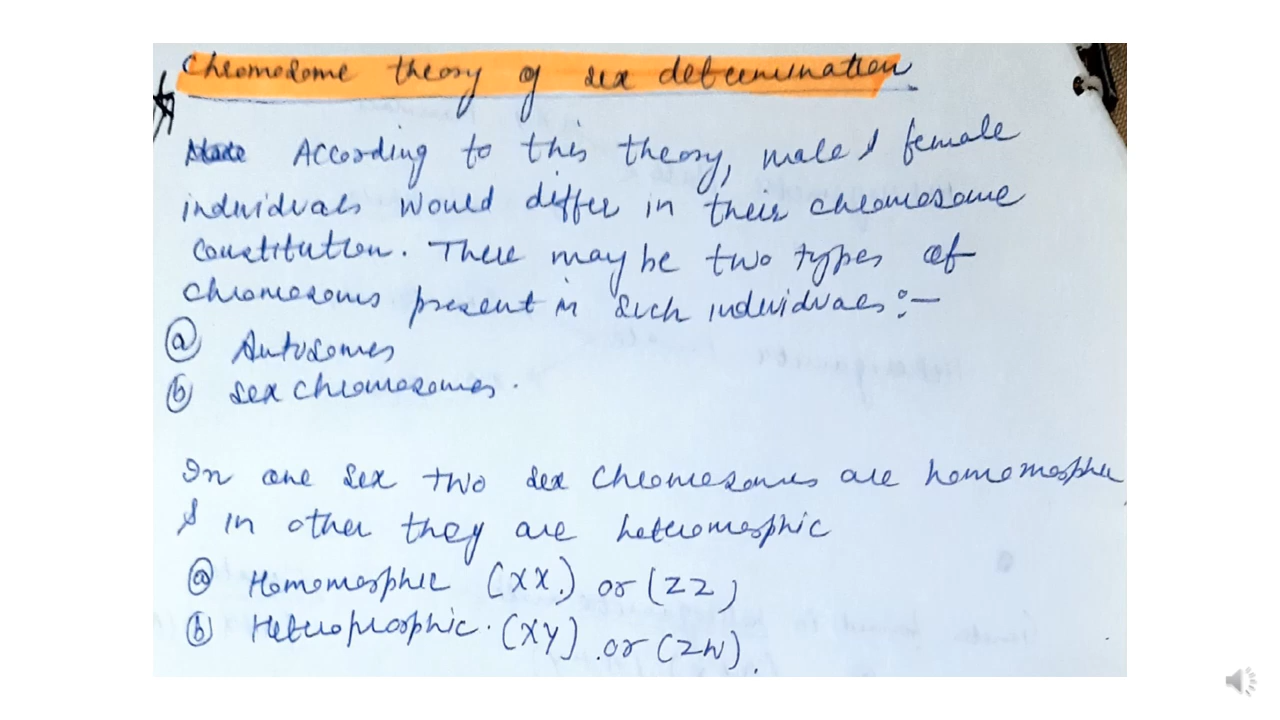 Chromosome theory of sex determination
According to this theory, male & female
individuals would differ in their chromosome
constitution. There may be two types of
chromosoms present in such individuals :-
(a) Autosomes
(b) Sex chromosomes.
In one sex two sex chromosomes are homomorphic
& in other they are heteromorphic
(a) Homomorphic (XX.) or (ZZ)
(b) Heteromorphic. (XY) .or (ZW).